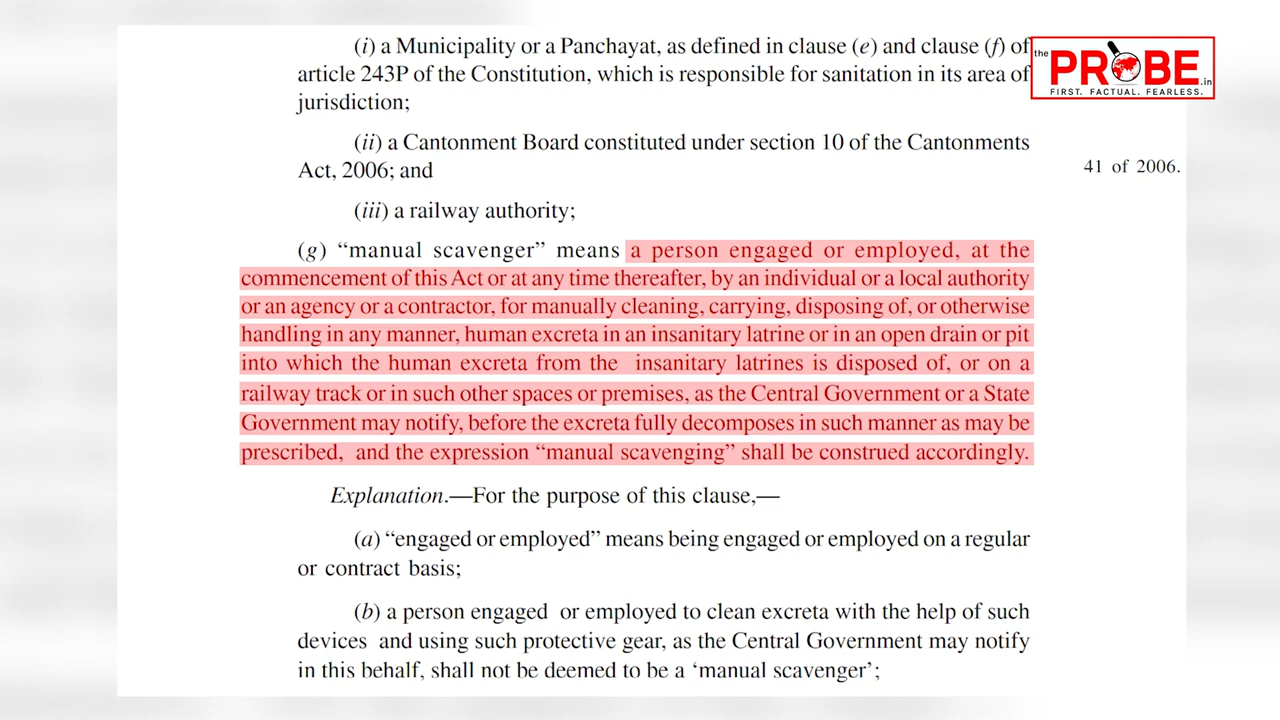 (i) a Municipality or a Panchayat, as defined in clause (e) and clause (f) of
article 243P of the Constitution, which is responsible for sanitation in its area of
jurisdiction;
the
PROBE.in
FIRST. FACTUAL. FEARLESS.
(ii) a Cantonment Board constituted under section 10 of the Cantonments
Act, 2006; and
41 of 2006.
(iii) a railway authority;
(g) “manual scavenger” means a person engaged or employed, at the
commencement of this Act or at any time thereafter, by an individual or a local authority
or an agency or a contractor, for manually cleaning, carrying, disposing of, or otherwise
handling in any manner, human excreta in an insanitary latrine or in an open drain or pit
into which the human excreta from the insanitary latrines is disposed of, or on a
railway track or in such other spaces or premises, as the Central Government or a State
Government may notify, before the excreta fully decomposes in such manner as may be
prescribed, and the expression “manual scavenging” shall be construed accordingly.
Explanation.—For the purpose of this clause,—
(a) “engaged or employed” means being engaged or employed on a regular
or contract basis;
(b) a person engaged or employed to clean excreta with the help of such
devices and using such protective gear, as the Central Government may notify
in this behalf, shall not be deemed to be a ‘manual scavenger’;